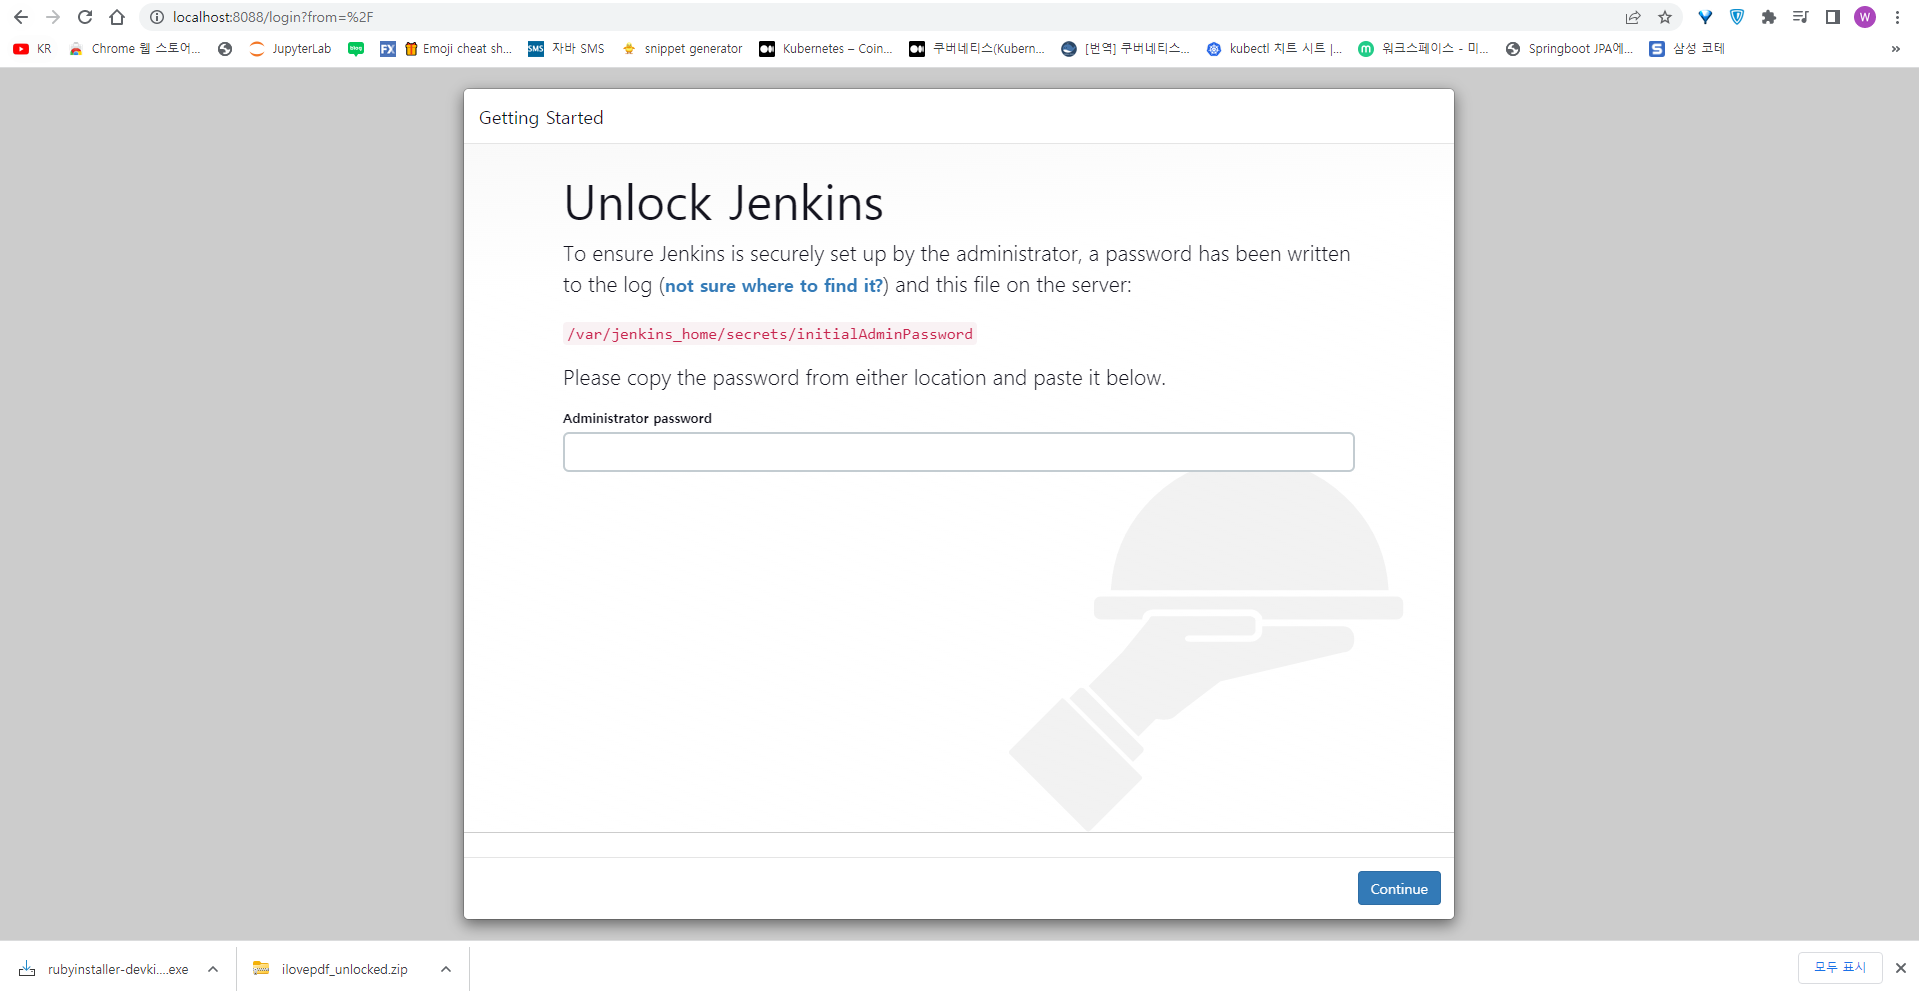 localhost:8088/login?from=%2F
W
KR
Chrome 웹 스토어...
JupyterLab
blog
FX
Emoji cheat sh...
SMS
자바 SMS
snippet generator
Kubernetes – Coin...
쿠버네티스(Kubern...
[번역] 쿠버네티스...
kubectl 치트 시트 |...
m
워크스페이스 - 미...
Springboot JPA에...
S
삼성 코테
»
Getting Started
Unlock Jenkins
To ensure Jenkins is securely set up by the administrator, a password has been written
to the log (not sure where to find it?) and this file on the server:
/var/jenkins_home/secrets/initialAdminPassword
Please copy the password from either location and paste it below.
Administrator password
Continue
rubyinstaller-devki....exe
ilovepdf_unlocked.zip
모두 표시